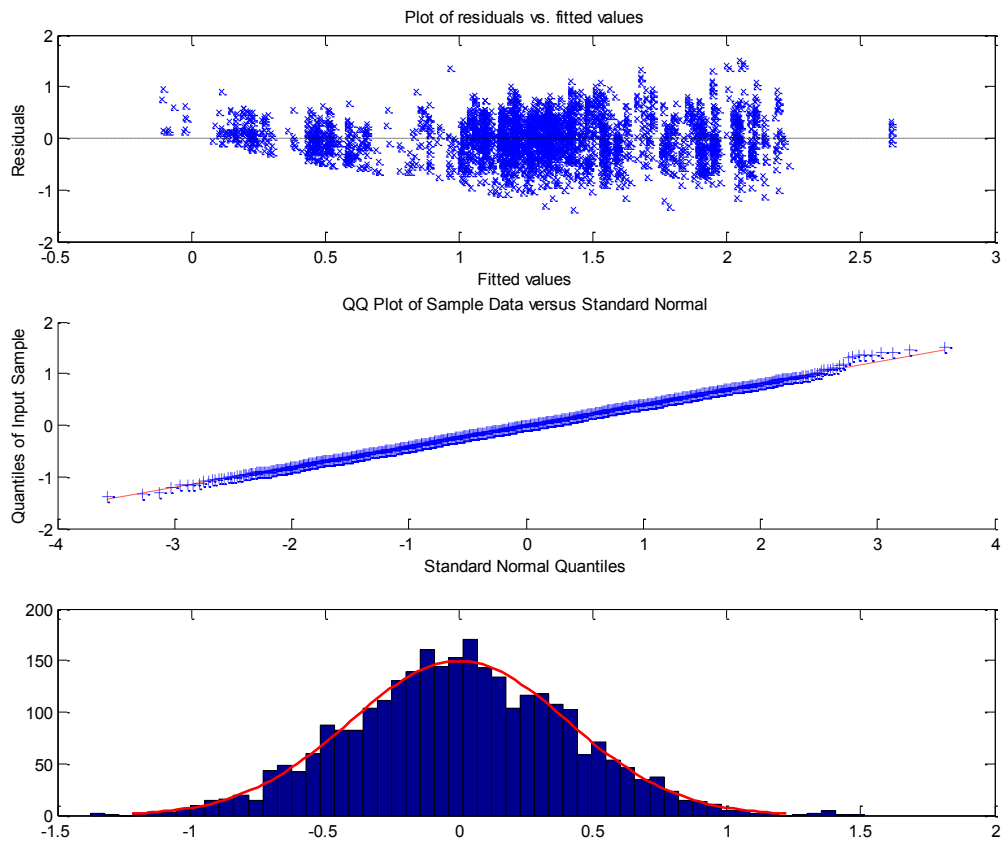 Plot of residuals vs. fitted values
Residuals
2
1
0
-1
-2
-0.5 0 0.5 1 1.5 2 2.5 3
Fitted values
QQ Plot of Sample Data versus Standard Normal
Quantiles of Input Sample
2
1
0
-1
-2
-4 -3 -2 -1 0 1 2 3 4
Standard Normal Quantiles
200
150
100
50
0
-1.5 -1 -0.5 0 0.5 1 1.5 2